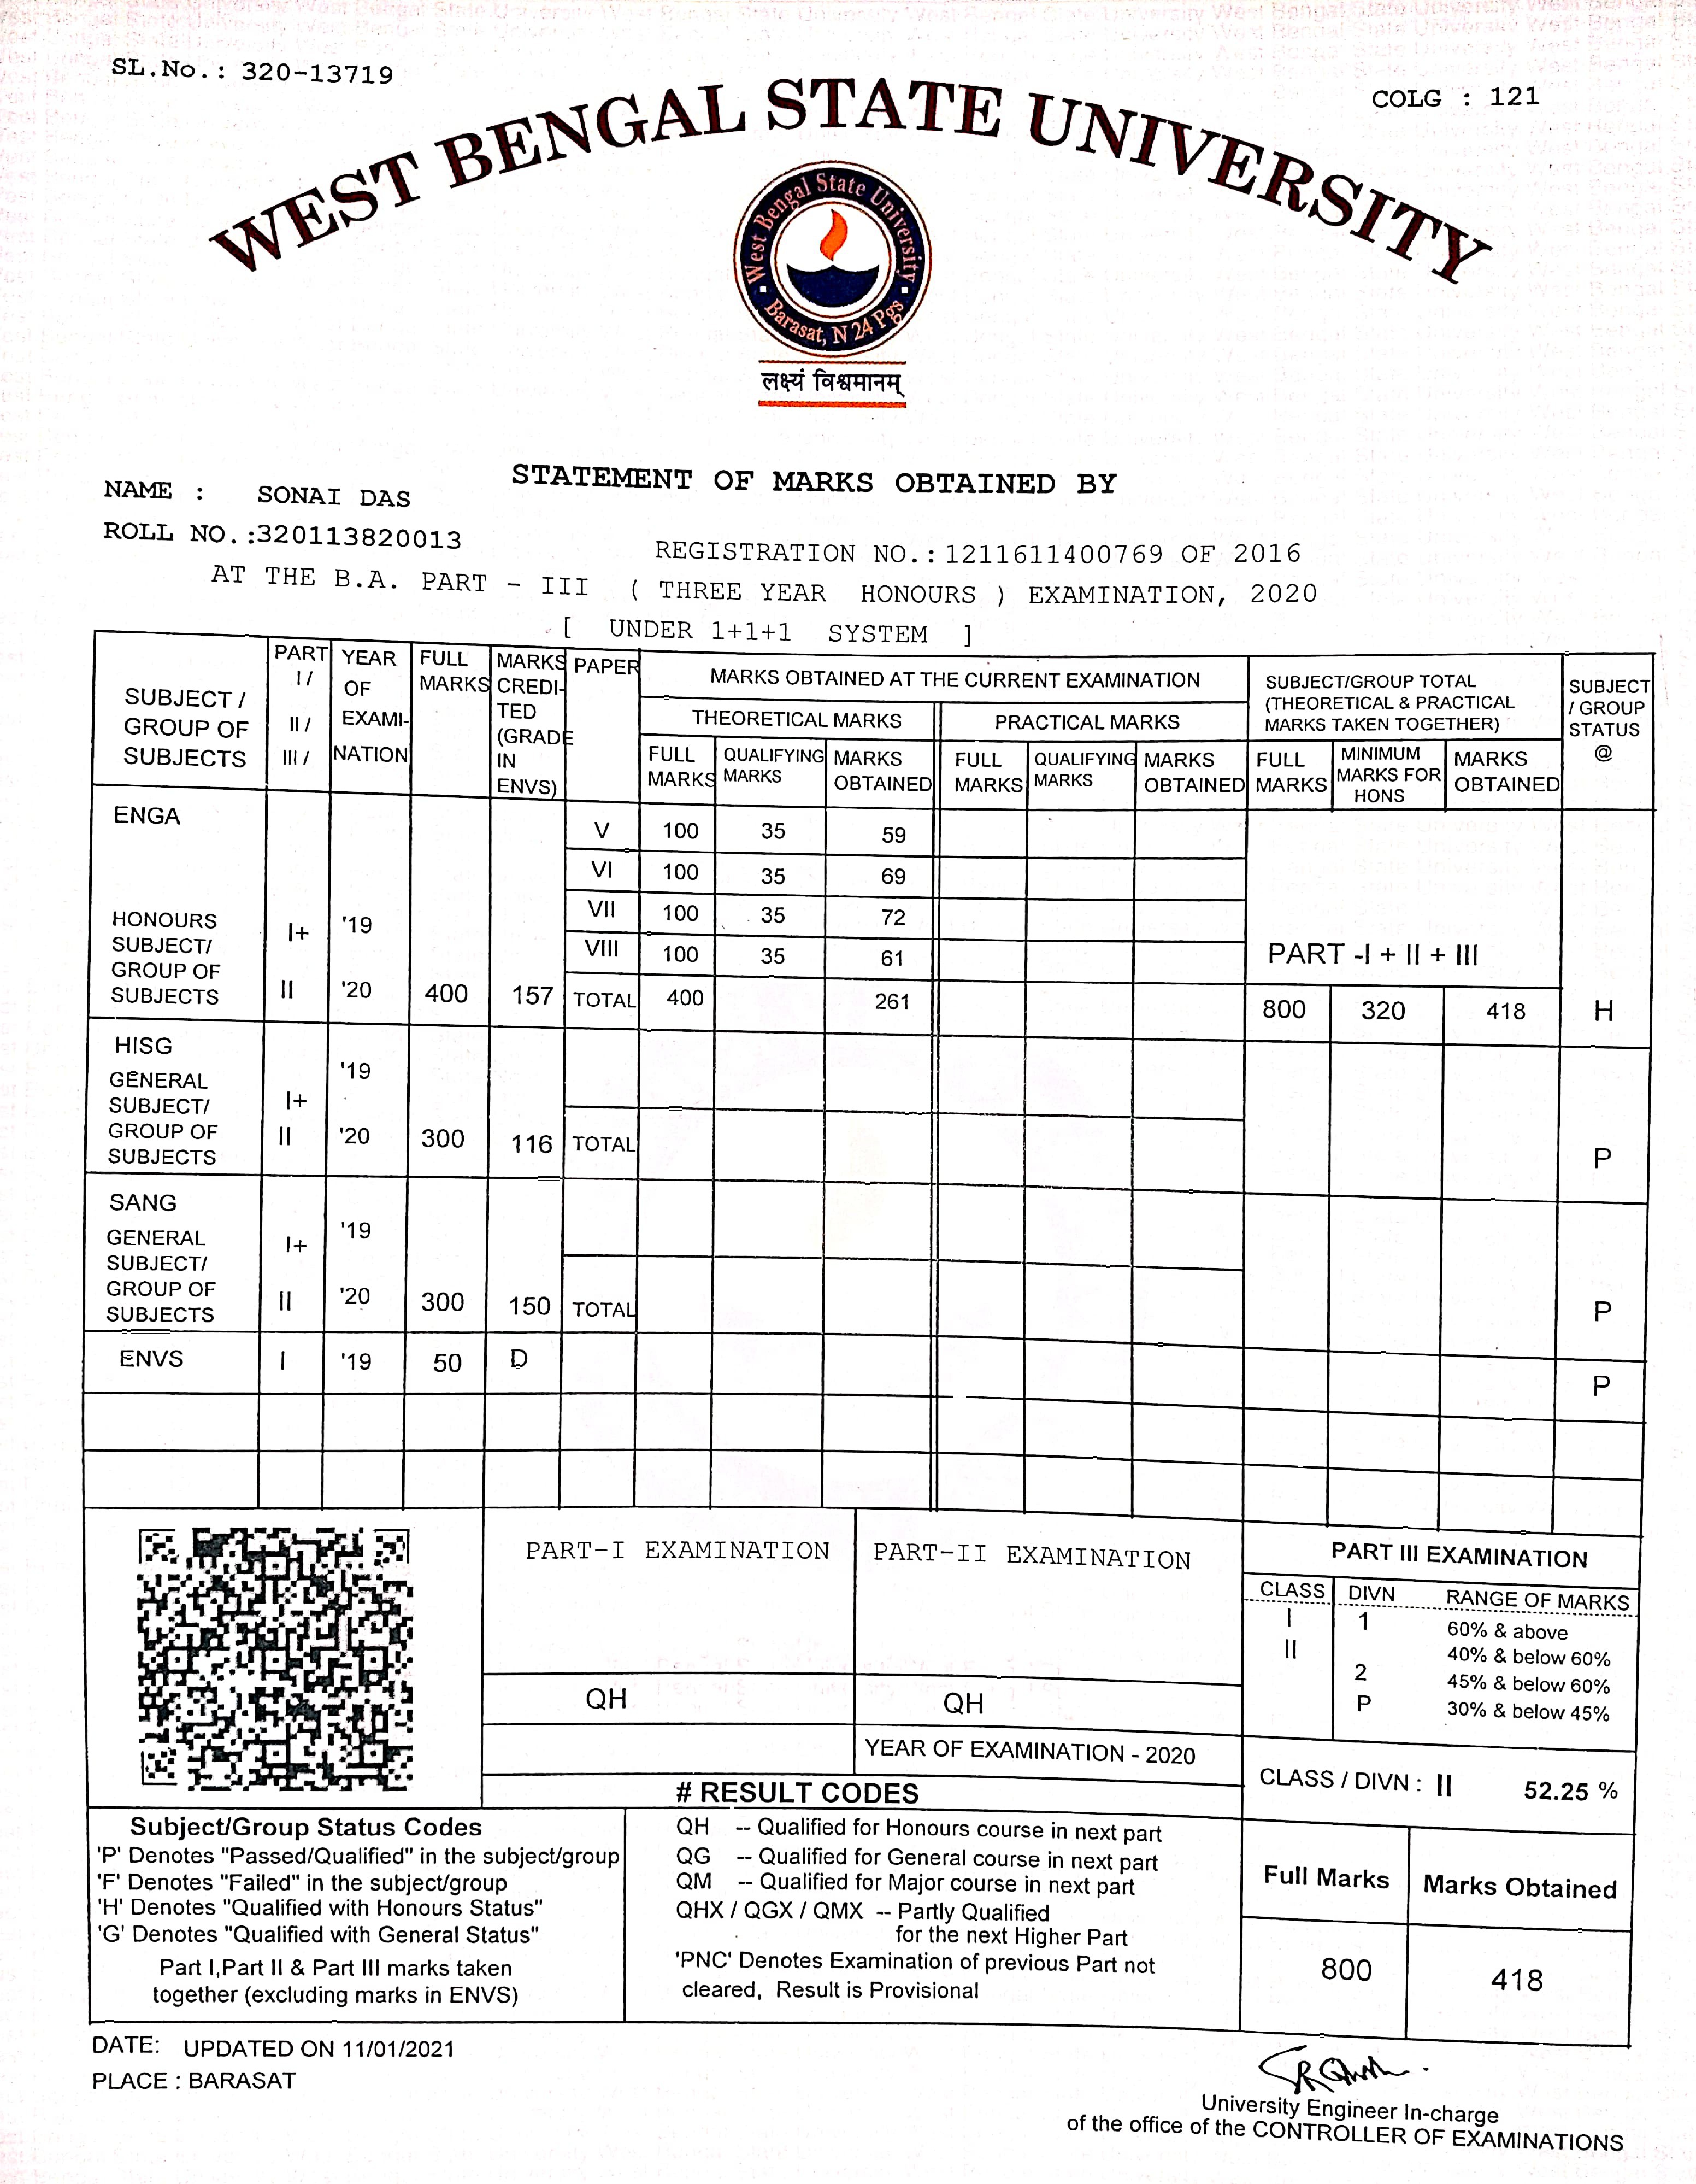 SL.No.: 320-13719
COLG : 121
WEST BENGAL STATE UNIVERSITY
West Bengal State University
Barasat, N 24 Pgs
लक्ष्यं विश्वमानम्
STATEMENT OF MARKS OBTAINED BY
NAME : SONAI DAS
ROLL NO.:320113820013
REGISTRATION NO.:1211611400769 OF 2016
AT THE B.A. PART - III ( THREE YEAR HONOURS ) EXAMINATION, 2020
[ UNDER 1+1+1 SYSTEM ]
SUBJECT / GROUP OF SUBJECTS
PART I / II / III /
YEAR OF EXAMI-NATION
FULL MARKS
MARKS CREDI-TED (GRADE IN ENVS)
PAPER
MARKS OBTAINED AT THE CURRENT EXAMINATION
THEORETICAL MARKS
PRACTICAL MARKS
SUBJECT/GROUP TOTAL
(THEORETICAL & PRACTICAL
MARKS TAKEN TOGETHER)
SUBJECT / GROUP STATUS @
FULL MARKS QUALIFYING MARKS MARKS OBTAINED FULL MARKS QUALIFYING MARKS MARKS OBTAINED FULL MARKS MINIMUM MARKS FOR HONS MARKS OBTAINED
ENGA
V 100 35 59
VI 100 35 69
VII 100 35 72
VIII 100 35 61
HONOURS
SUBJECT/
GROUP OF
SUBJECTS
I+ '19
PART -I + II + III
II '20 400 157 TOTAL 400 261 800 320 418 H
HISG
GENERAL
SUBJECT/
GROUP OF
SUBJECTS
I+ '19
II '20 300 116 TOTAL P
SANG
GENERAL
SUBJECT/
GROUP OF
SUBJECTS
I+ '19
II '20 300 150 TOTAL P
ENVS I '19 50 D P
PART-I EXAMINATION
PART-II EXAMINATION
QH
QH
YEAR OF EXAMINATION - 2020
PART III EXAMINATION
CLASS DIVN RANGE OF MARKS
I 1 60% & above
II 40% & below 60%
2 45% & below 60%
P 30% & below 45%
CLASS / DIVN : II 52.25 %
Full Marks Marks Obtained
800 418
Subject/Group Status Codes
'P' Denotes "Passed/Qualified" in the subject/group
'F' Denotes "Failed" in the subject/group
'H' Denotes "Qualified with Honours Status"
'G' Denotes "Qualified with General Status"
Part I,Part II & Part III marks taken
together (excluding marks in ENVS)
# RESULT CODES
QH -- Qualified for Honours course in next part
QG -- Qualified for General course in next part
QM -- Qualified for Major course in next part
QHX / QGX / QMX -- Partly Qualified
for the next Higher Part
'PNC' Denotes Examination of previous Part not
cleared, Result is Provisional
DATE: UPDATED ON 11/01/2021
PLACE : BARASAT
University Engineer In-charge
of the office of the CONTROLLER OF EXAMINATIONS